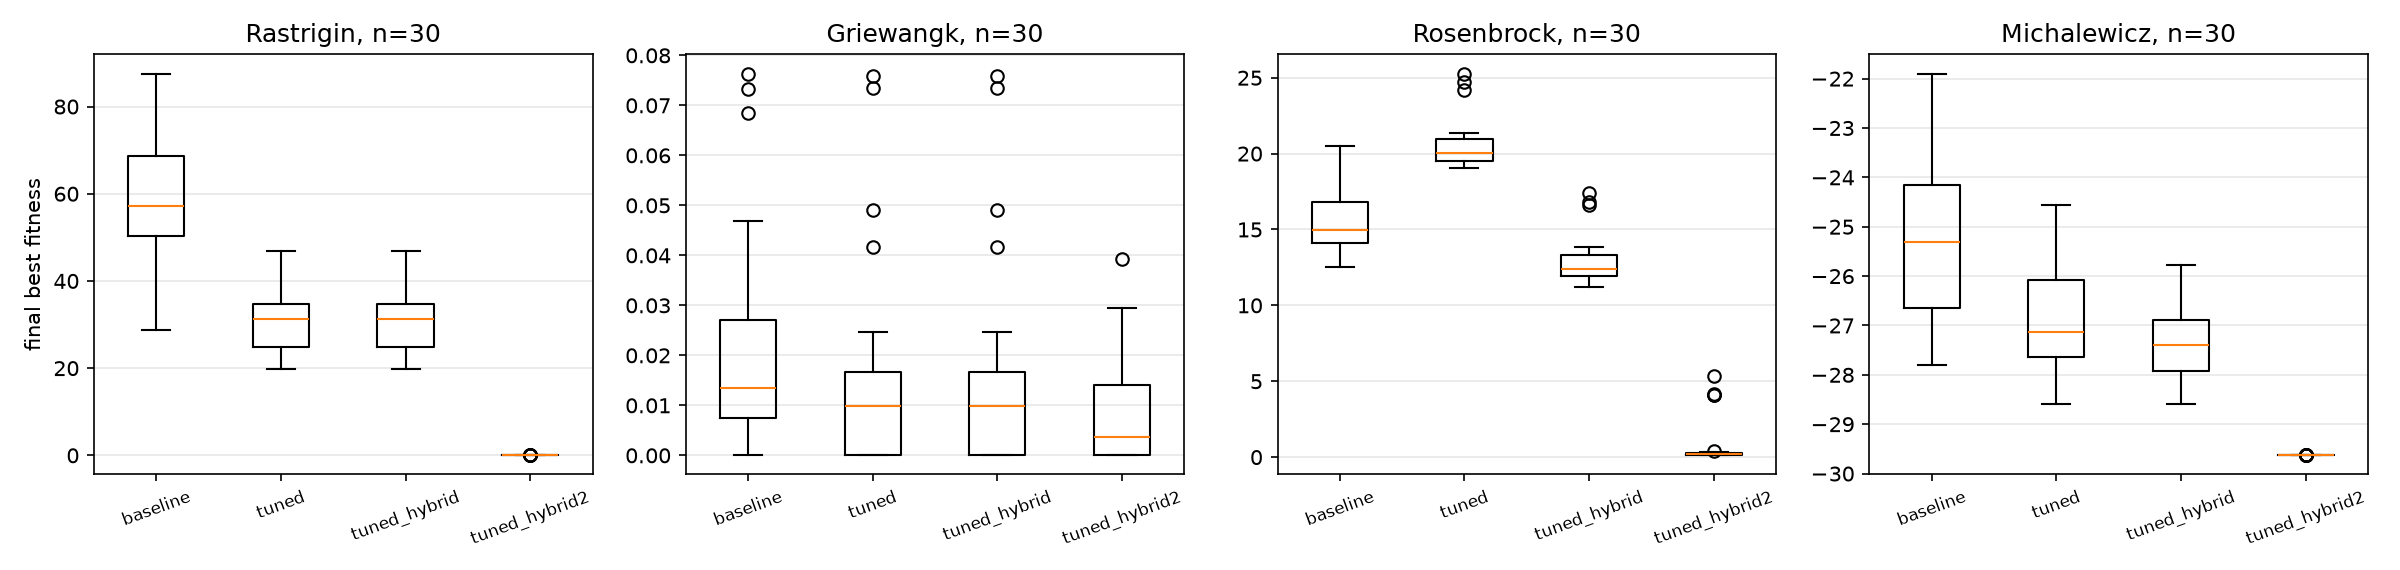 Rastrigin, n=30
final best fitness
80
60
40
20
0
baseline
tuned
tuned_hybrid
tuned_hybrid2
Griewangk, n=30
0.08
0.07
0.06
0.05
0.04
0.03
0.02
0.01
0.00
baseline
tuned
tuned_hybrid
tuned_hybrid2
Rosenbrock, n=30
25
20
15
10
5
0
baseline
tuned
tuned_hybrid
tuned_hybrid2
Michalewicz, n=30
−22
−23
−24
−25
−26
−27
−28
−29
−30
baseline
tuned
tuned_hybrid
tuned_hybrid2